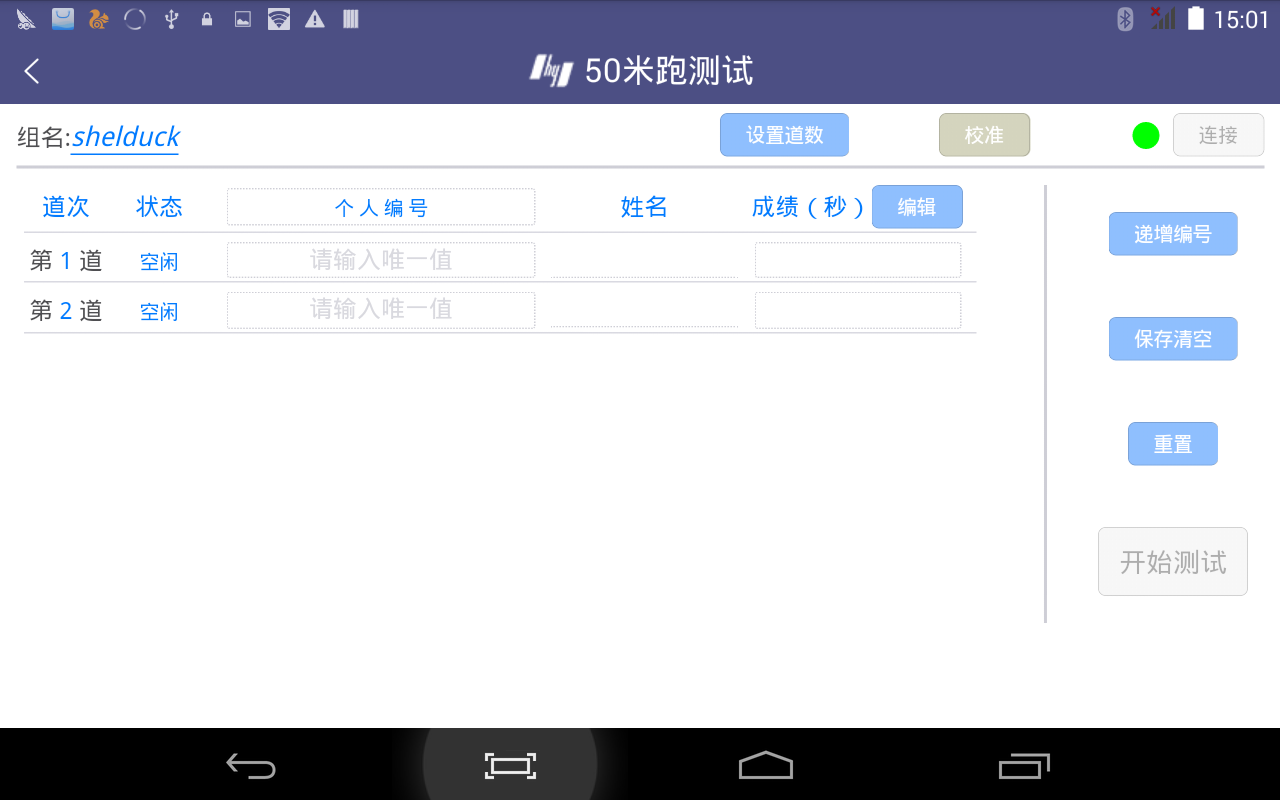 15:01
hy 50米跑测试
组名:shelduck 设置道数 校准 连接
道次 状态 个人编号 姓名 成绩（秒） 编辑
第 1 道 空闲 请输入唯一值
第 2 道 空闲 请输入唯一值
递增编号
保存清空
重置
开始测试